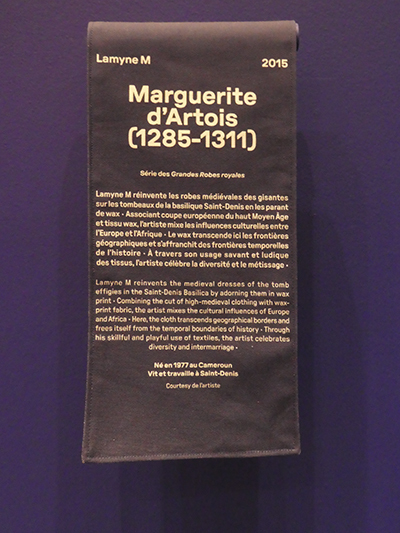 Lamyne M 2015
Marguerite
d'Artois
(1285-1311)
Série des Grandes Robes royales
Lamyne M réinvente les robes médiévales des gisantes
sur les tombeaux de la basilique Saint-Denis en les parant
de wax • Associant coupe européenne du haut Moyen Âge
et tissu wax, l'artiste mixe les influences culturelles entre
l'Europe et l'Afrique • Le wax transcende ici les frontières
géographiques et s'affranchit des frontières temporelles
de l'histoire • À travers son usage savant et ludique
des tissus, l'artiste célèbre la diversité et le métissage •
Lamyne M reinvents the medieval dresses of the tomb
effigies in the Saint-Denis Basilica by adorning them in wax
print • Combining the cut of high-medieval clothing with wax-
print fabric, the artist mixes the cultural influences of Europe
and Africa • Here, the cloth transcends geographical borders and
frees itself from the temporal boundaries of history • Through
his skillful and playful use of textiles, the artist celebrates
diversity and intermarriage •
Né en 1977 au Cameroun
Vit et travaille à Saint-Denis
Courtesy de l'artiste